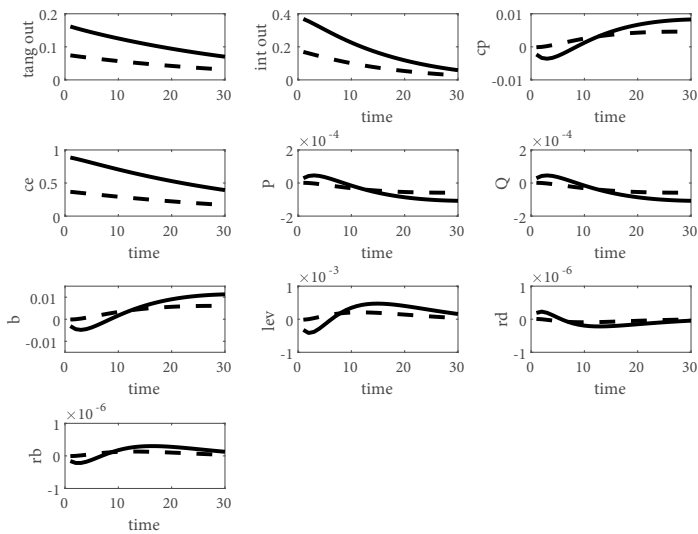 0.2
0.1
0
tang out
0 10 20 30
time
0.4
0.2
0
int out
0 10 20 30
time
0.01
0
-0.01
cp
0 10 20 30
time
1
0.5
0
ce
0 10 20 30
time
×10 -4
2
0
-2
P
0 10 20 30
time
×10 -4
2
0
-2
Q
0 10 20 30
time
0.01
0
-0.01
b
0 10 20 30
time
×10 -3
1
0
-1
lev
0 10 20 30
time
×10 -6
1
0
-1
rd
0 10 20 30
time
×10 -6
1
0
-1
rb
0 10 20 30
time